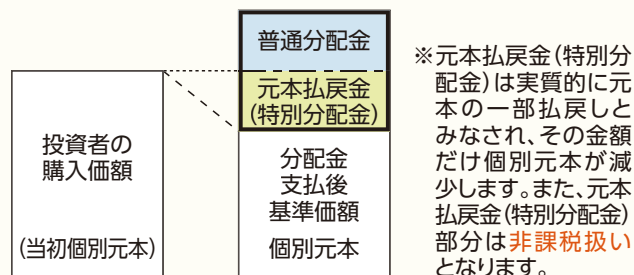 普通分配金
元本払戻金
(特別分配金)
投資者の
購入価額
(当初個別元本)
分配金
支払後
基準価額
個別元本
※元本払戻金(特別分
配金)は実質的に元
本の一部払戻しと
みなされ、その金額
だけ個別元本が減
少します。また、元本
払戻金(特別分配金)
部分は非課税扱い
となります。